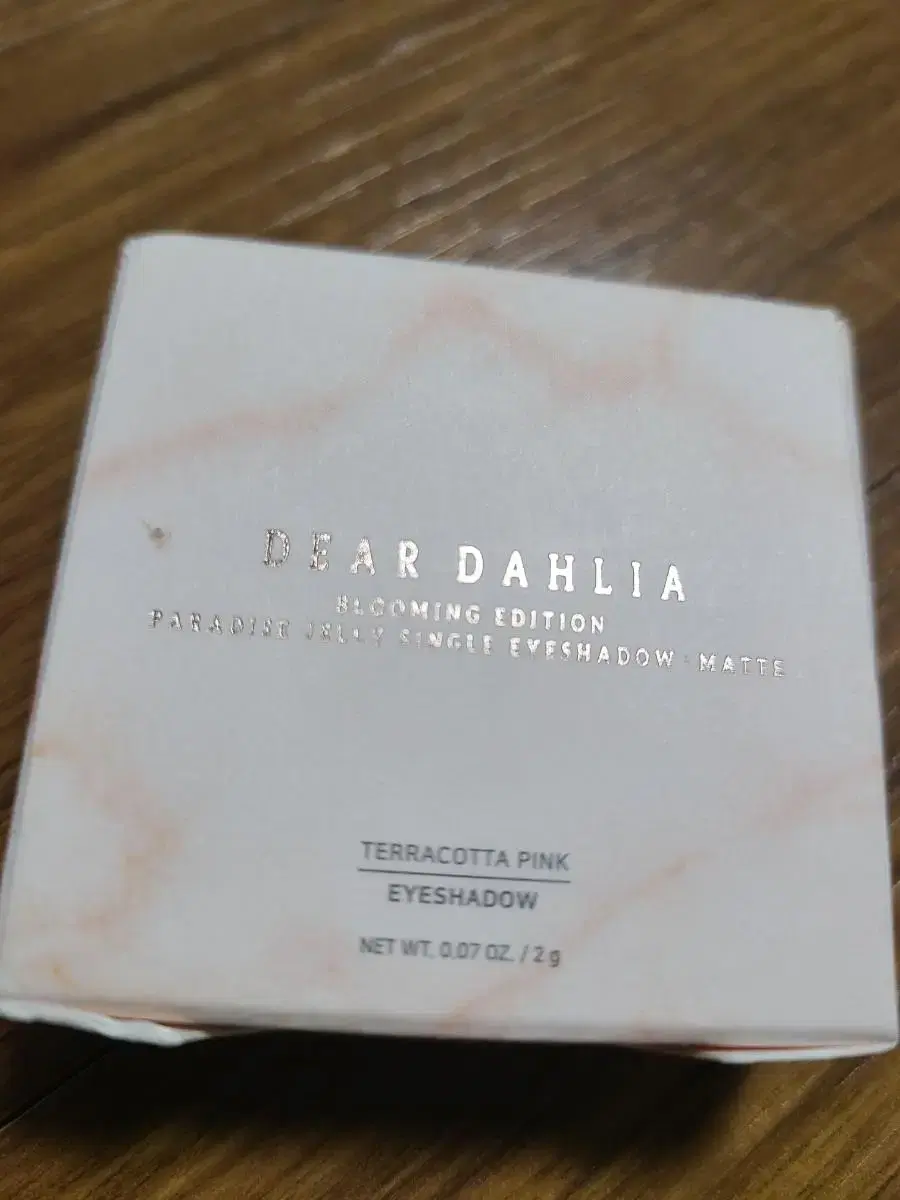 DEAR DAHLIA
BLOOMING EDITION
PARADISE JELLY SINGLE EYESHADOW · MATTE
TERRACOTTA PINK
EYESHADOW
NET WT. 0.07 OZ. / 2 g